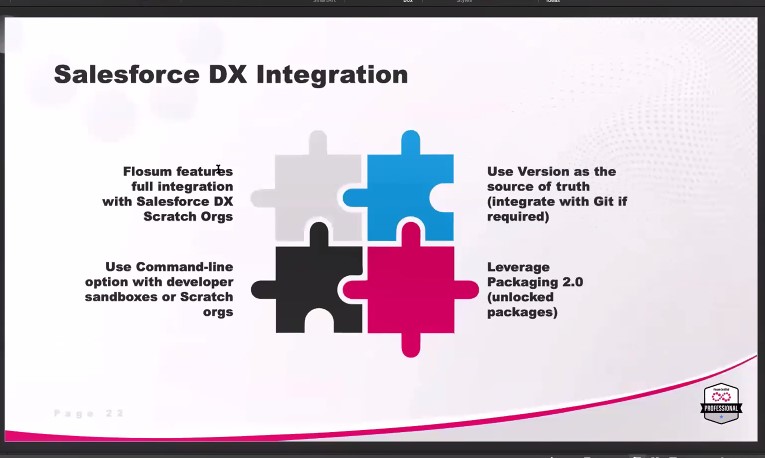 Salesforce DX Integration
Flosum features
full integration
with Salesforce DX
Scratch Orgs
Use Version as the
source of truth
(integrate with Git if
required)
Use Command-line
option with developer
sandboxes or Scratch
orgs
Leverage
Packaging 2.0
(unlocked
packages)
Page 22
PROFESSIONAL